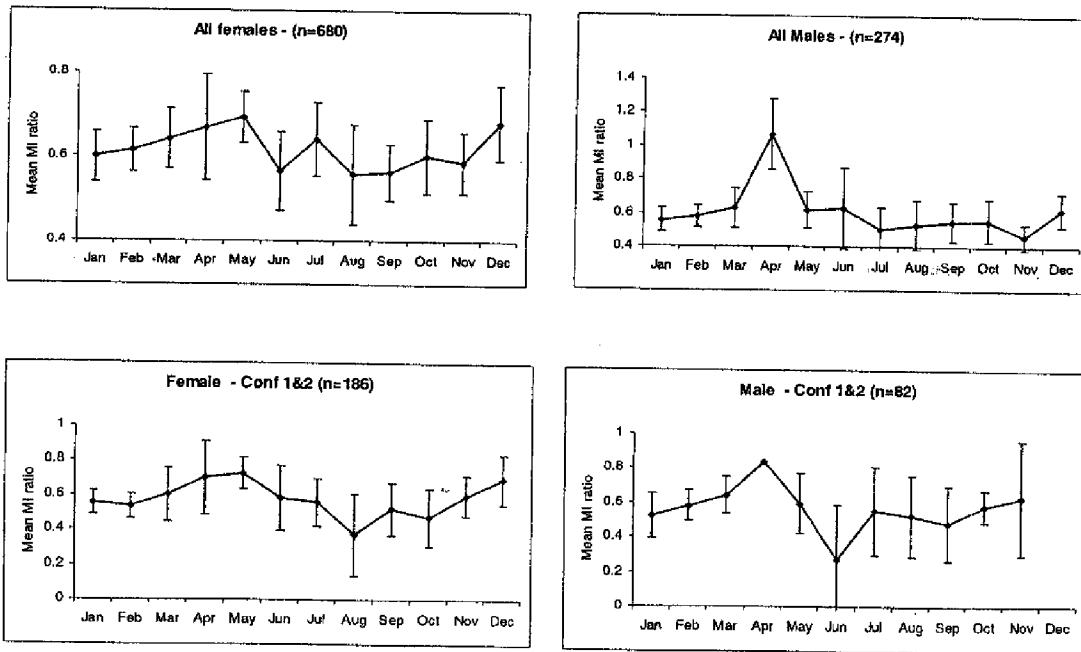 All females - (n=680)
Mean MI ratio
0.8
0.6
0.4
Jan Feb Mar Apr May Jun Jul Aug Sep Oct Nov Dec
All Males - (n=274)
Mean MI ratio
1.4
1.2
1
0.8
0.6
0.4
Jan Feb Mar Apr May Jun Jul Aug Sep Oct Nov Dec
Female - Conf 1&2 (n=186)
Mean MI ratio
1
0.8
0.6
0.4
0.2
0
Jan Feb Mar Apr May Jun Jul Aug Sep Oct Nov Dec
Male - Conf 1&2 (n=82)
Mean MI ratio
1
0.8
0.6
0.4
0.2
0
Jan Feb Mar Apr May Jun Jul Aug Sep Oct Nov Dec